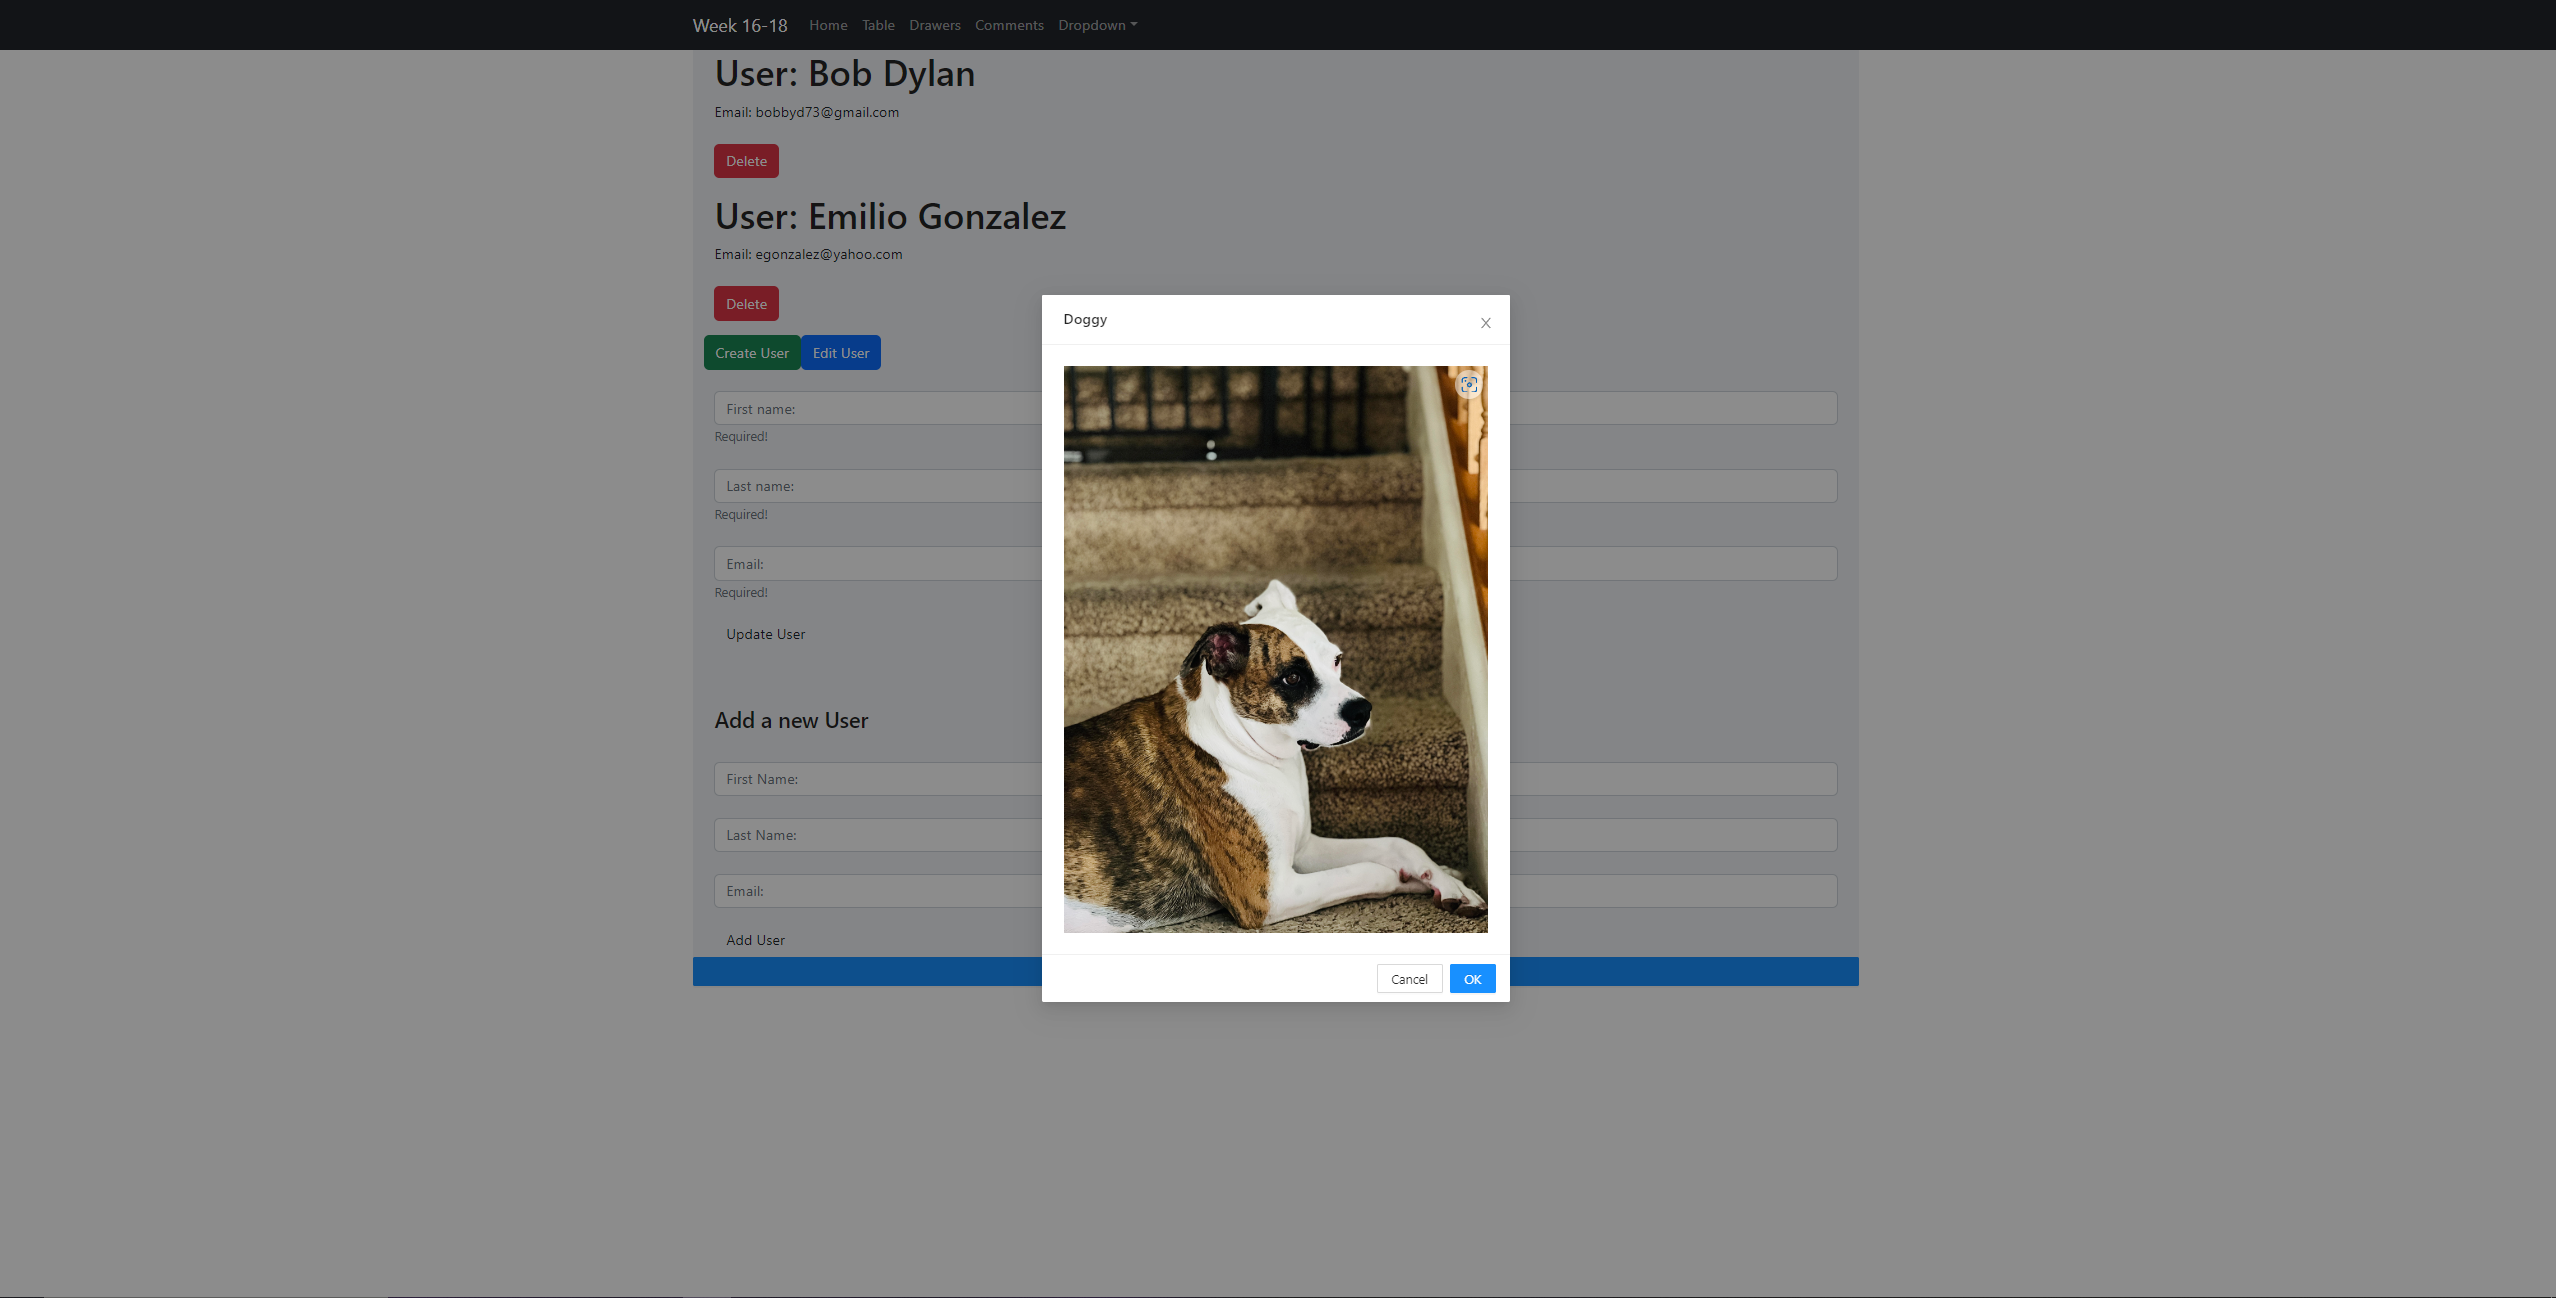 Week 16-18 Home Table Drawers Comments Dropdown
User: Bob Dylan
Email: bobbyd73@gmail.com
Delete
User: Emilio Gonzalez
Email: egonzalez@yahoo.com
Delete
Create User Edit User
First name:
Required!
Last name:
Required!
Email:
Required!
Update User
Add a new User
First Name:
Last Name:
Email:
Add User
Doggy
Cancel OK